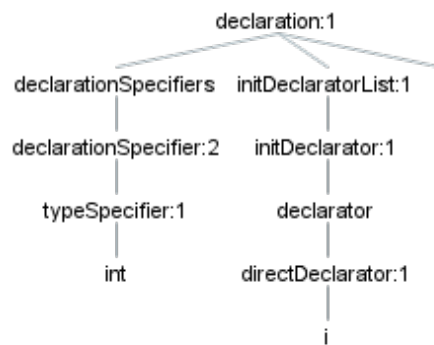 declaration:1
declarationSpecifiers initDeclaratorList:1
declarationSpecifier:2 initDeclarator:1
typeSpecifier:1 declarator
int directDeclarator:1
i